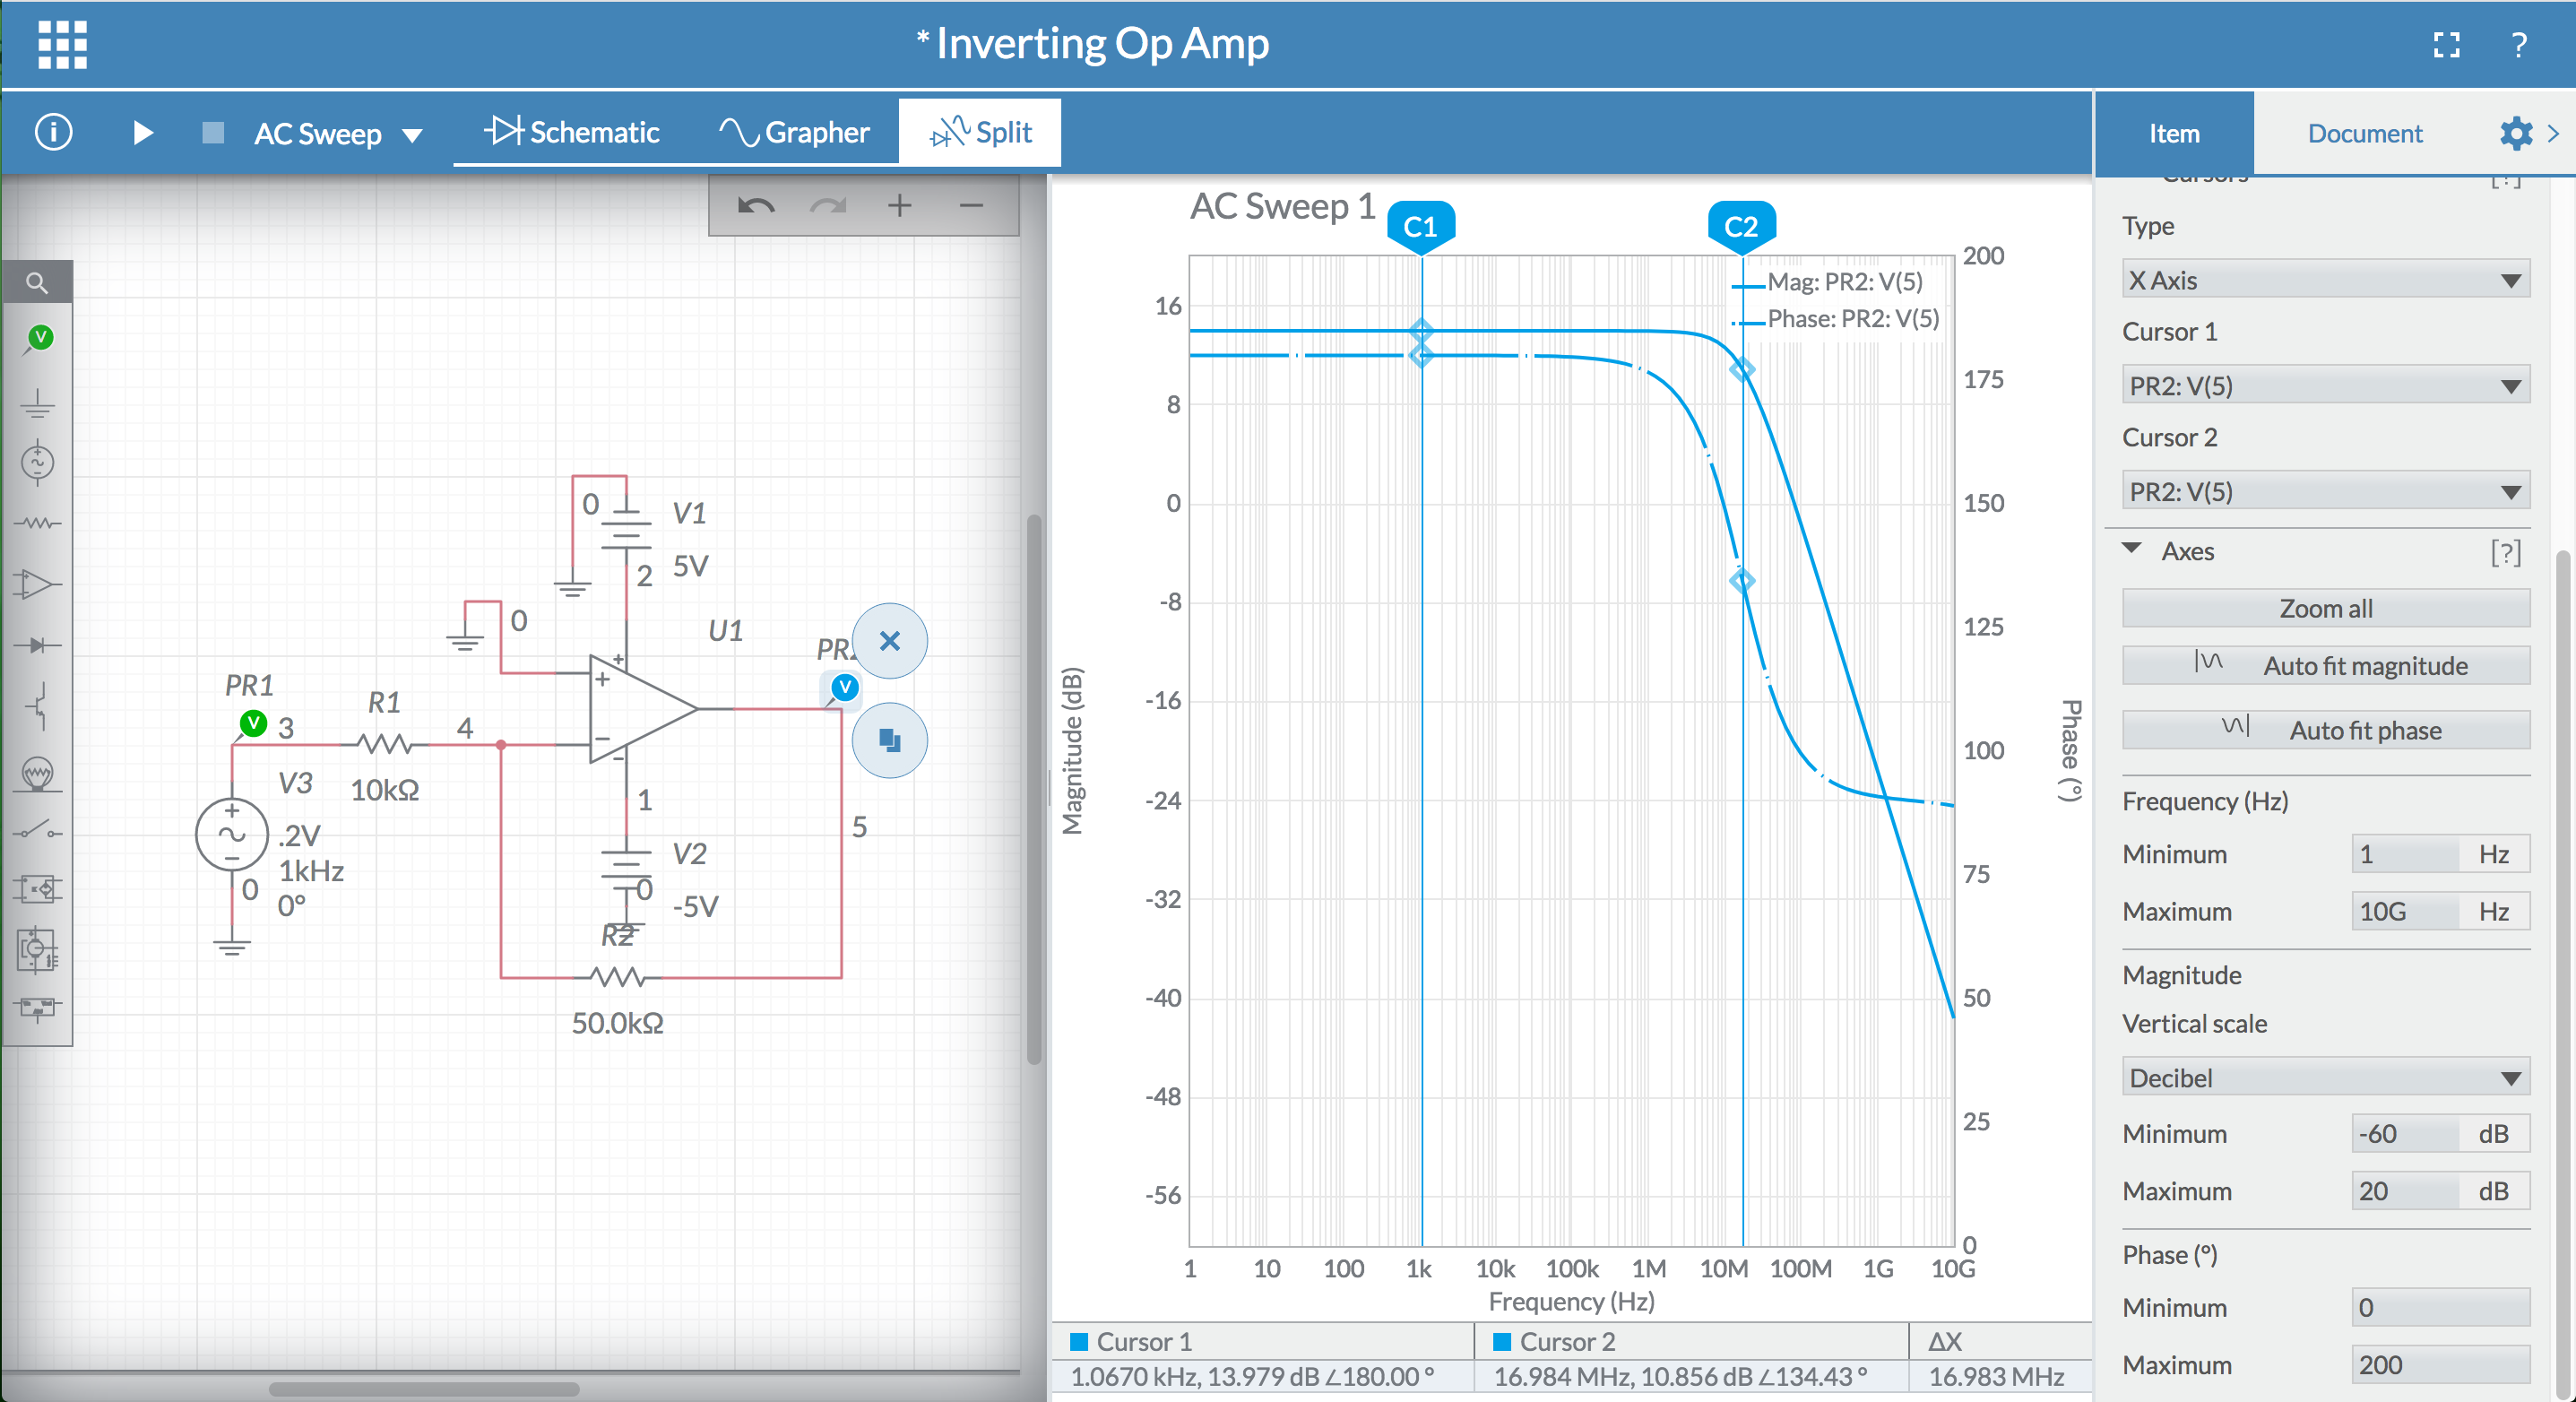 * Inverting Op Amp
?
i
AC Sweep
Schematic
Grapher
Split
Item
Document
AC Sweep 1
C1
C2
Mag: PR2: V(5)
Phase: PR2: V(5)
16
8
0
-8
-16
-24
-32
-40
-48
-56
Magnitude (dB)
200
175
150
125
100
75
50
25
0
Phase (°)
1
10
100
1k
10k
100k
1M
10M
100M
1G
10G
Frequency (Hz)
Cursor 1
Cursor 2
ΔX
1.0670 kHz, 13.979 dB ∠180.00 °
16.984 MHz, 10.856 dB ∠134.43 °
16.983 MHz
V
0
V1
5V
2
0
U1
PR2
V
PR1
V
3
R1
10kΩ
4
V3
.2V
1kHz
0°
0
1
V2
-5V
0
5
R2
50.0kΩ
Cursors
[?]
Type
X Axis
Cursor 1
PR2: V(5)
Cursor 2
PR2: V(5)
Axes
[?]
Zoom all
Auto fit magnitude
Auto fit phase
Frequency (Hz)
Minimum
1
Hz
Maximum
10G
Hz
Magnitude
Vertical scale
Decibel
Minimum
-60
dB
Maximum
20
dB
Phase (°)
Minimum
0
Maximum
200